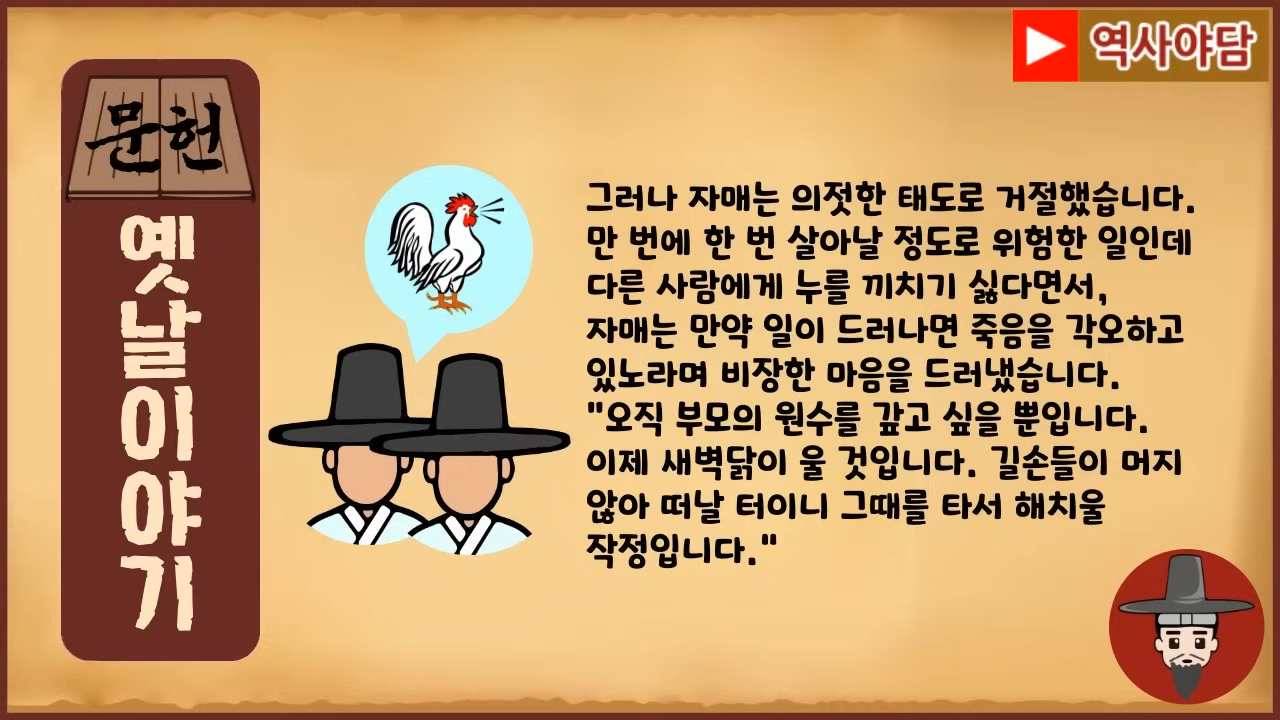 역사야담
문헌
옛날이야기
그러나 자매는 의젓한 태도로 거절했습니다.
만 번에 한 번 살아날 정도로 위험한 일인데
다른 사람에게 누를 끼치기 싫다면서,
자매는 만약 일이 드러나면 죽음을 각오하고
있노라며 비장한 마음을 드러냈습니다.
"오직 부모의 원수를 갚고 싶을 뿐입니다.
이제 새벽닭이 울 것입니다. 길손들이 머지
않아 떠날 터이니 그때를 타서 해치울
작정입니다."